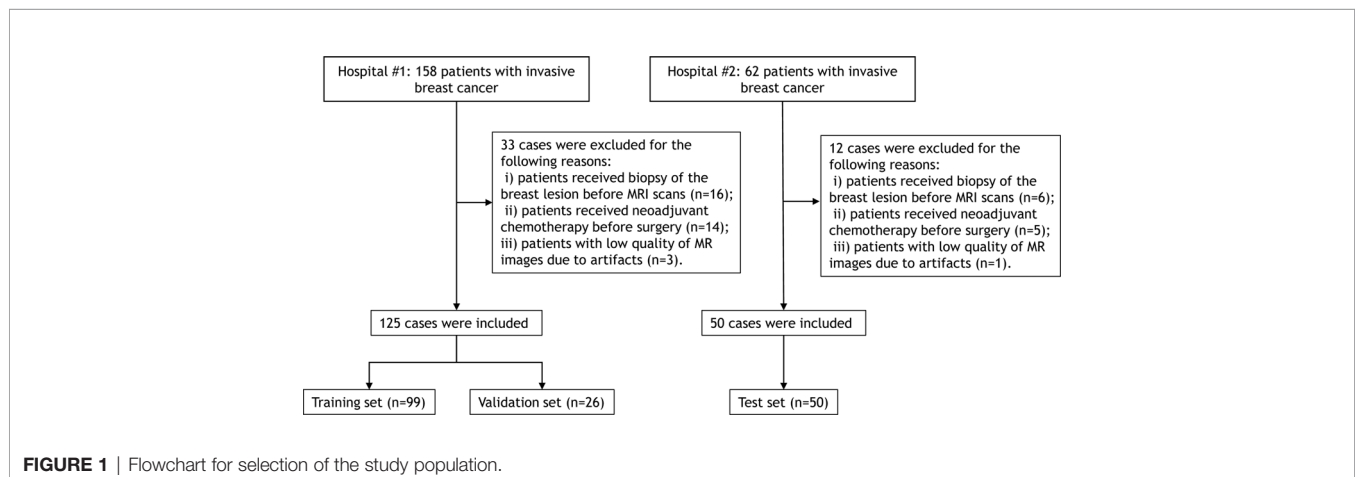 Hospital #1: 158 patients with invasive
breast cancer
Hospital #2: 62 patients with invasive
breast cancer
33 cases were excluded for the
following reasons:
i) patients received biopsy of the
breast lesion before MRI scans (n=16);
ii) patients received neoadjuvant
chemotherapy before surgery (n=14);
iii) patients with low quality of MR
images due to artifacts (n=3).
12 cases were excluded for the
following reasons:
i) patients received biopsy of the
breast lesion before MRI scans (n=6);
ii) patients received neoadjuvant
chemotherapy before surgery (n=5);
iii) patients with low quality of MR
images due to artifacts (n=1).
125 cases were included
50 cases were included
Training set (n=99)
Validation set (n=26)
Test set (n=50)
FIGURE 1 | Flowchart for selection of the study population.